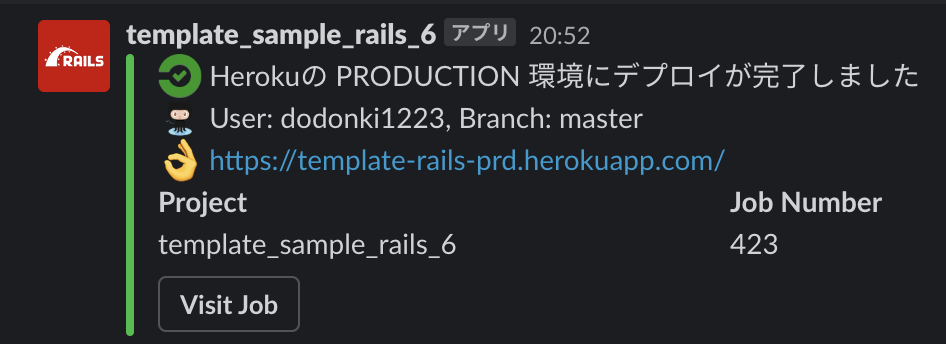 RAILS
template_sample_rails_6 アプリ 20:52
Herokuの PRODUCTION 環境にデプロイが完了しました
User: dodonki1223, Branch: master
https://template-rails-prd.herokuapp.com/
Project Job Number
template_sample_rails_6 423
Visit Job